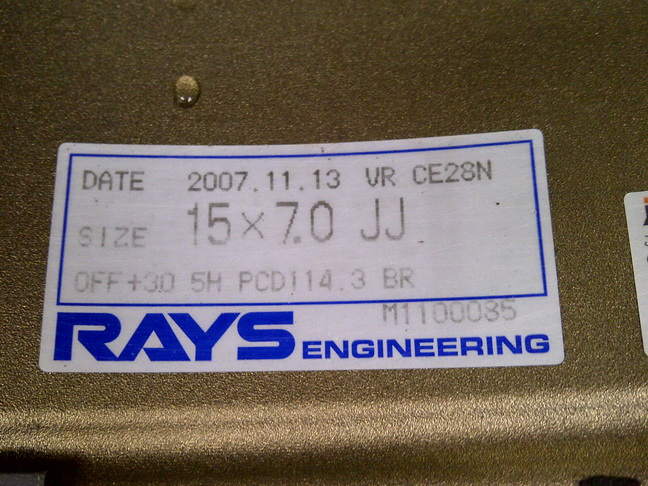 DATE 2007.11.13 VR CE28N
SIZE 15×7.0 JJ
OFF+30 5H PCD114.3 BR
M1100085
RAYS ENGINEERING